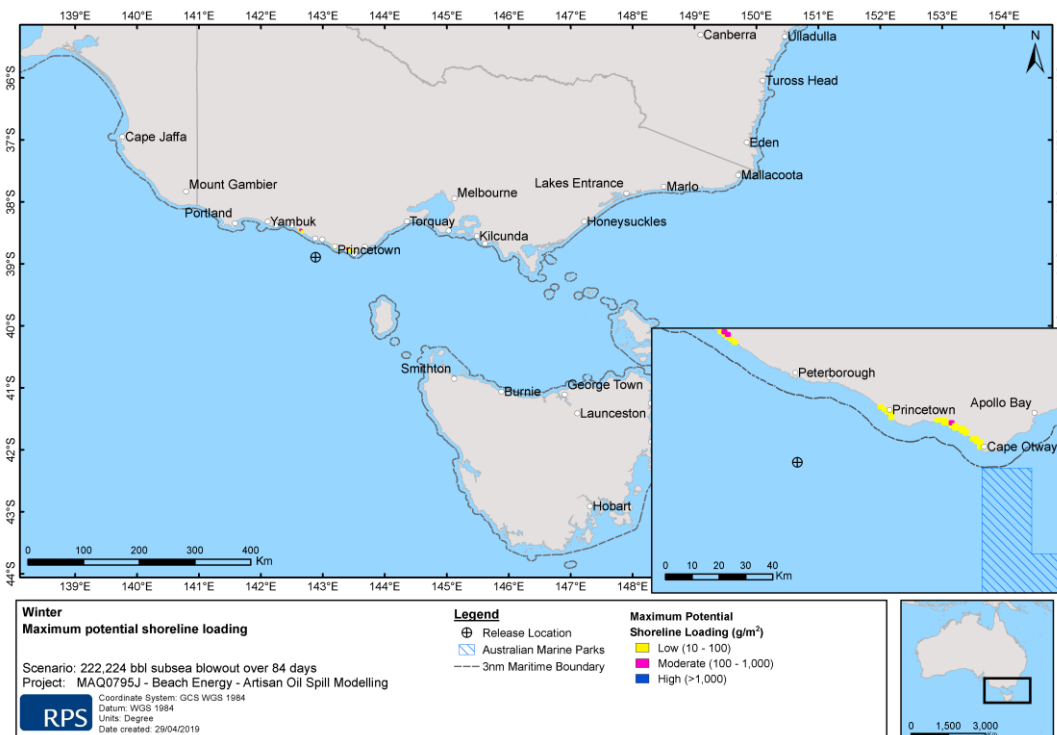 139°E 140°E 141°E 142°E 143°E 144°E 145°E 146°E 147°E 148°E 149°E 150°E 151°E 152°E 153°E 154°E
Canberra
Ulladulla
N
36°S
Tuross Head
37°S
Cape Jaffa
Eden
Mallacoota
38°S
Mount Gambier
Melbourne
Lakes Entrance
Marlo
Portland
Yambuk
Torquay
Honeysuckles
Kilcunda
Princetown
39°S
40°S
Smithton
Burnie
George Town
41°S
Launceston
42°S
43°S
Hobart
44°S
0 100 200 300 400
Km
139°E 140°E 141°E 142°E 143°E 144°E 145°E 146°E 147°E 148°E
Peterborough
Princetown
Apollo Bay
Cape Otway
0 10 20 30 40
Km
Winter
Maximum potential shoreline loading
Scenario: 222,224 bbl subsea blowout over 84 days
Project: MAQ0795J - Beach Energy - Artisan Oil Spill Modelling
RPS
Coordinate System: GCS WGS 1984
Datum: WGS 1984
Units: Degree
Date created: 29/04/2019
Legend
Release Location
Australian Marine Parks
3nm Maritime Boundary
Maximum Potential
Shoreline Loading (g/m²)
Low (10 - 100)
Moderate (100 - 1,000)
High (>1,000)
0 1,500 3,000